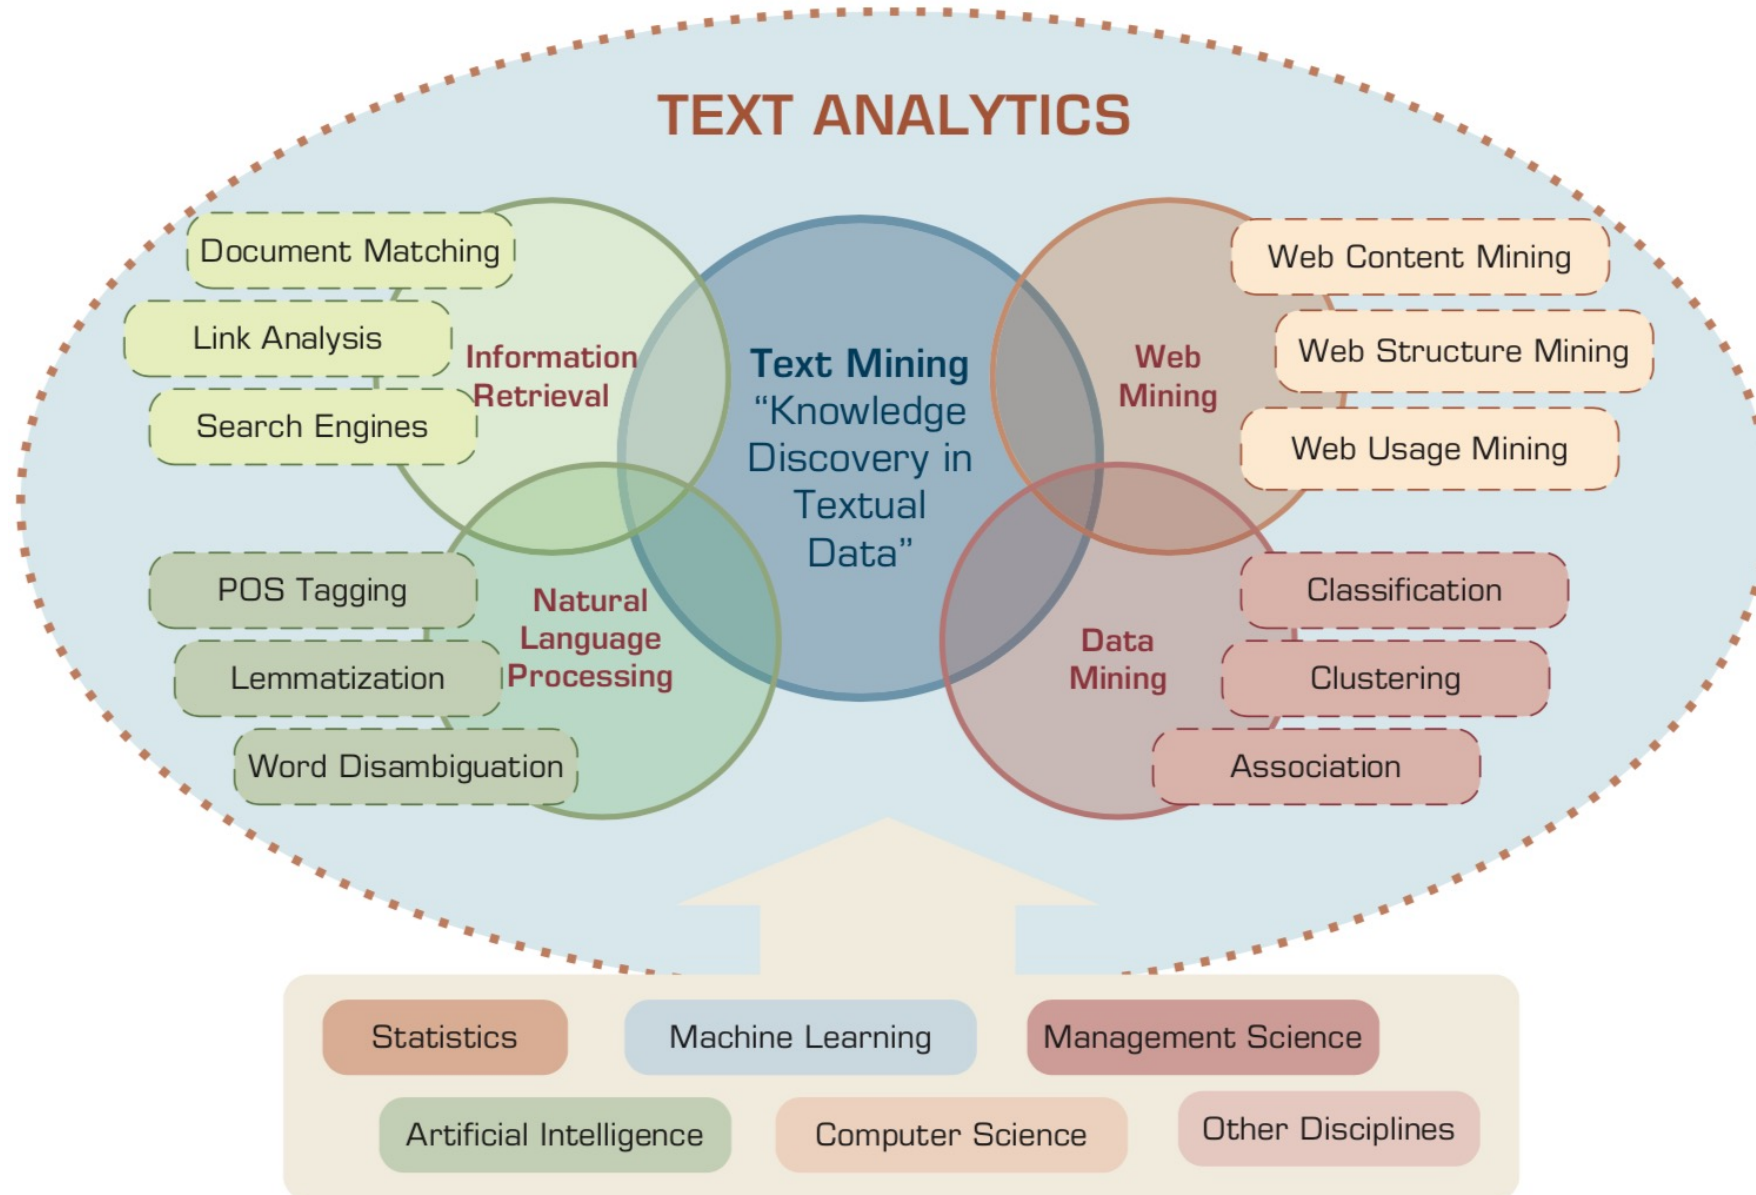 TEXT ANALYTICS
Document Matching
Link Analysis
Search Engines
Information
Retrieval
Text Mining
“Knowledge
Discovery in
Textual
Data”
Web
Mining
Web Content Mining
Web Structure Mining
Web Usage Mining
POS Tagging
Lemmatization
Word Disambiguation
Natural
Language
Processing
Data
Mining
Classification
Clustering
Association
Statistics
Machine Learning
Management Science
Artificial Intelligence
Computer Science
Other Disciplines